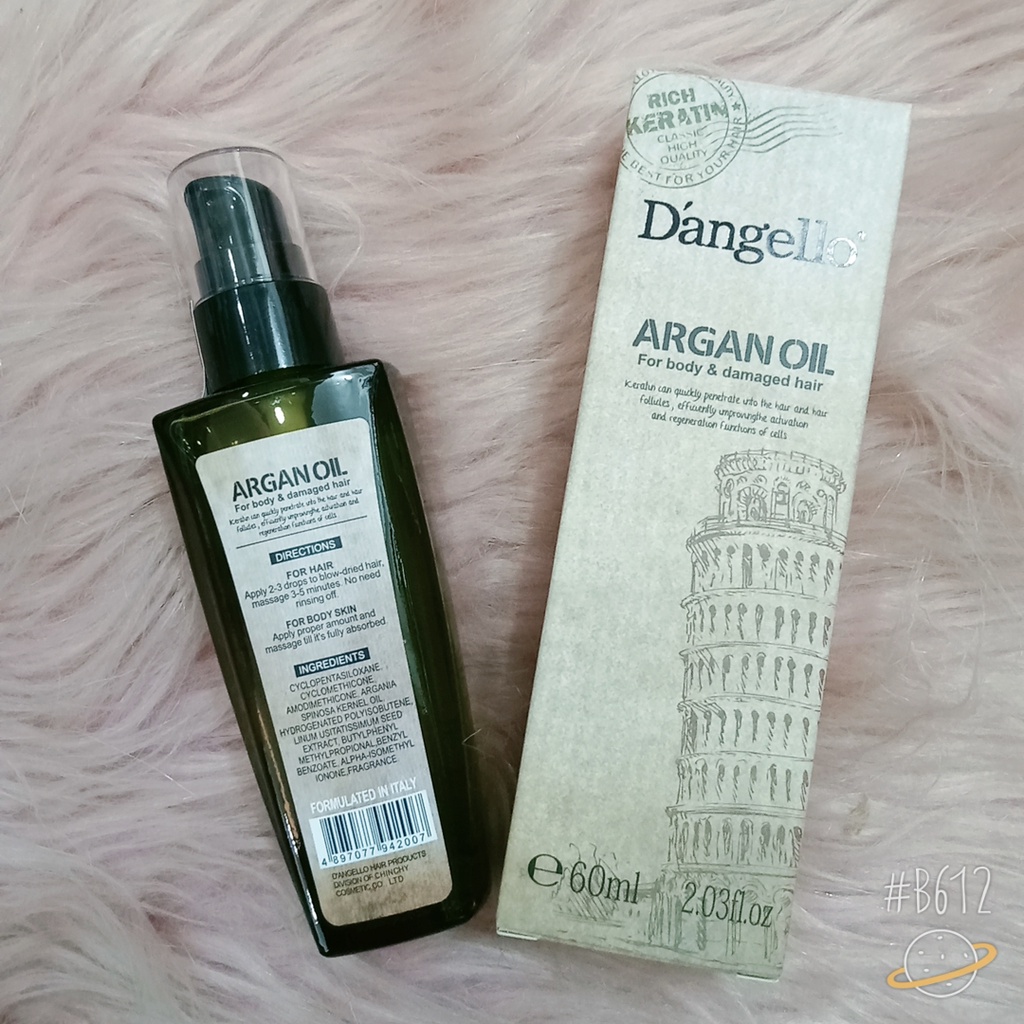 ARGAN OIL
For body & damaged hair
Keratin can quickly penetrate into the hair and hair
follicles, efficiently improvingthe activation and
regeneration functions of cells
DIRECTIONS
FOR HAIR
Apply 2-3 drops to blow-dried hair,
massage 3-5 minutes. No need
rinsing off.
FOR BODY SKIN
Apply proper amount and
massage till it's fully absorbed.
INGREDIENTS
CYCLOPENTASILOXANE,
CYCLOMETHICONE,
AMODIMETHICONE, ARGANIA
SPINOSA KERNEL OIL,
HYDROGENATED POLYISOBUTENE,
LINUM USITATISSIMUM SEED
EXTRACT, BUTYLPHENYL
METHYLPROPIONAL,BENZYL
BENZOATE, ALPHA-ISOMETHYL
IONONE,FRAGRANCE.
FORMULATED IN ITALY
4 897077 942007
D'ANGELLO HAIR PRODUCTS
DIVISION OF CHINCHY
COSMETIC CO LTD
RICH
KERATIN
CLASSIC
HIGH
QUALITY
BEST FOR YOUR HAIR
D'angello
ARGAN OIL
For body & damaged hair
Keratin can quickly penetrate into the hair and hair
follicles, efficiently improvingthe activation
and regeneration functions of cells
e 60ml
2.03fl.oz
#B612